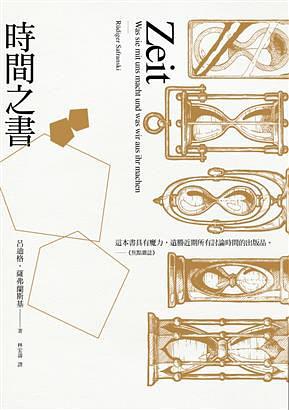 時間之書
Zeit
Was sie mit uns macht und was wir aus ihr machen
Rüdiger Safranski
這本書具有魔力，遠勝近期所有討論時間的出版品。
——《焦點雜誌》
呂迪格・薩弗蘭斯基——著
林宏濤 譯